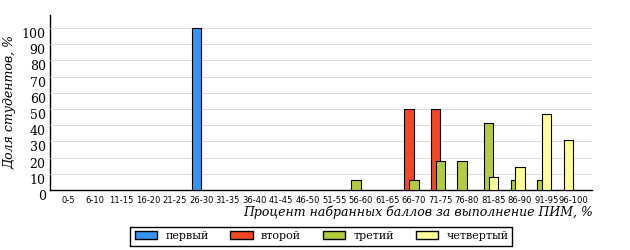 Доля студентов, %
100
90
80
70
60
50
40
30
20
10
0
0-5 6-10 11-15 16-20 21-25 26-30 31-35 36-40 41-45 46-50 51-55 56-60 61-65 66-70 71-75 76-80 81-85 86-90 91-95 96-100
Процент набранных баллов за выполнение ПИМ, %
первый второй третий четвертый